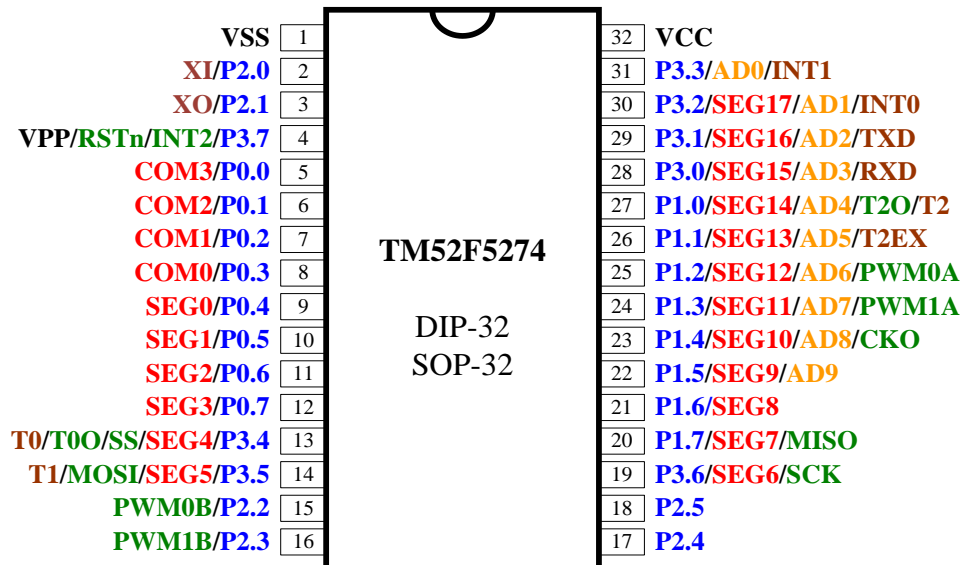 VSS 1 32 VCC
XI/P2.0 2 31 P3.3/AD0/INT1
XO/P2.1 3 30 P3.2/SEG17/AD1/INT0
VPP/RSTn/INT2/P3.7 4 29 P3.1/SEG16/AD2/TXD
COM3/P0.0 5 28 P3.0/SEG15/AD3/RXD
COM2/P0.1 6 27 P1.0/SEG14/AD4/T2O/T2
COM1/P0.2 7 TM52F5274 26 P1.1/SEG13/AD5/T2EX
COM0/P0.3 8 25 P1.2/SEG12/AD6/PWM0A
SEG0/P0.4 9 DIP-32 24 P1.3/SEG11/AD7/PWM1A
SEG1/P0.5 10 SOP-32 23 P1.4/SEG10/AD8/CKO
SEG2/P0.6 11 22 P1.5/SEG9/AD9
SEG3/P0.7 12 21 P1.6/SEG8
T0/T0O/SS/SEG4/P3.4 13 20 P1.7/SEG7/MISO
T1/MOSI/SEG5/P3.5 14 19 P3.6/SEG6/SCK
PWM0B/P2.2 15 18 P2.5
PWM1B/P2.3 16 17 P2.4